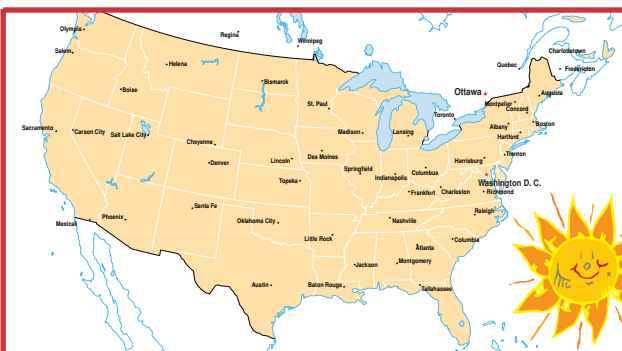 Olympia
Regina
Winnipeg
Charlottetown
Salem
Helena
Quebec
Fredericton
Bismarck
Boise
Ottawa
Augusta
St. Paul
Montpelier
Concord
Toronto
Sacramento
Carson City
Salt Lake City
Madison
Lansing
Albany
Boston
Hartford
Cheyenne
Denver
Lincoln
Des Moines
Harrisburg
Trenton
Springfield
Indianapolis
Columbus
Topeka
Washington D. C.
Frankfort
Charleston
Richmond
Santa Fe
Raleigh
Mexicali
Phoenix
Oklahoma City
Nashville
Little Rock
Atlanta
Columbia
Jackson
Montgomery
Austin
Baton Rouge
Tallahassee